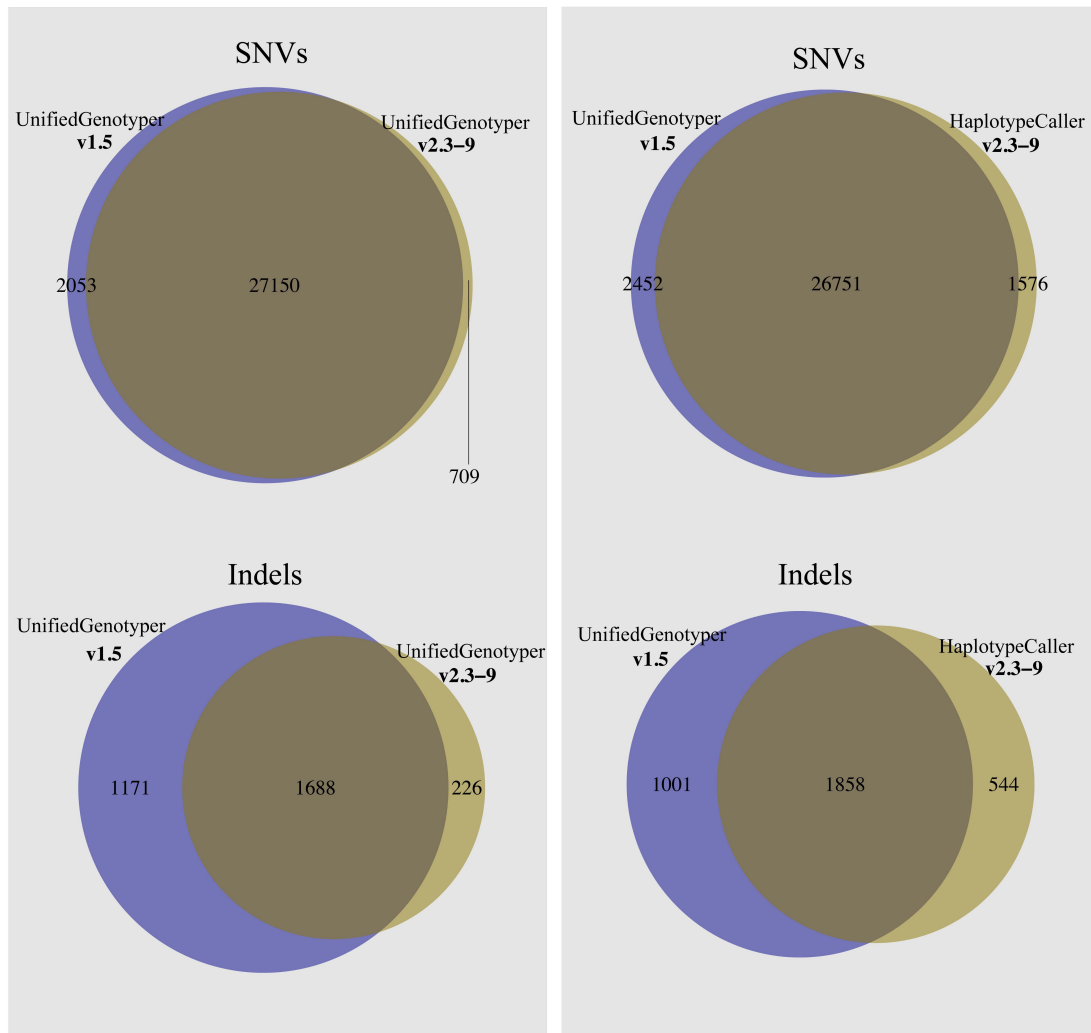 SNVs
UnifiedGenotyper
v1.5
UnifiedGenotyper
v2.3–9
2053
27150
709
Indels
UnifiedGenotyper
v1.5
UnifiedGenotyper
v2.3–9
1171
1688
226
SNVs
UnifiedGenotyper
v1.5
HaplotypeCaller
v2.3–9
2452
26751
1576
Indels
UnifiedGenotyper
v1.5
HaplotypeCaller
v2.3–9
1001
1858
544